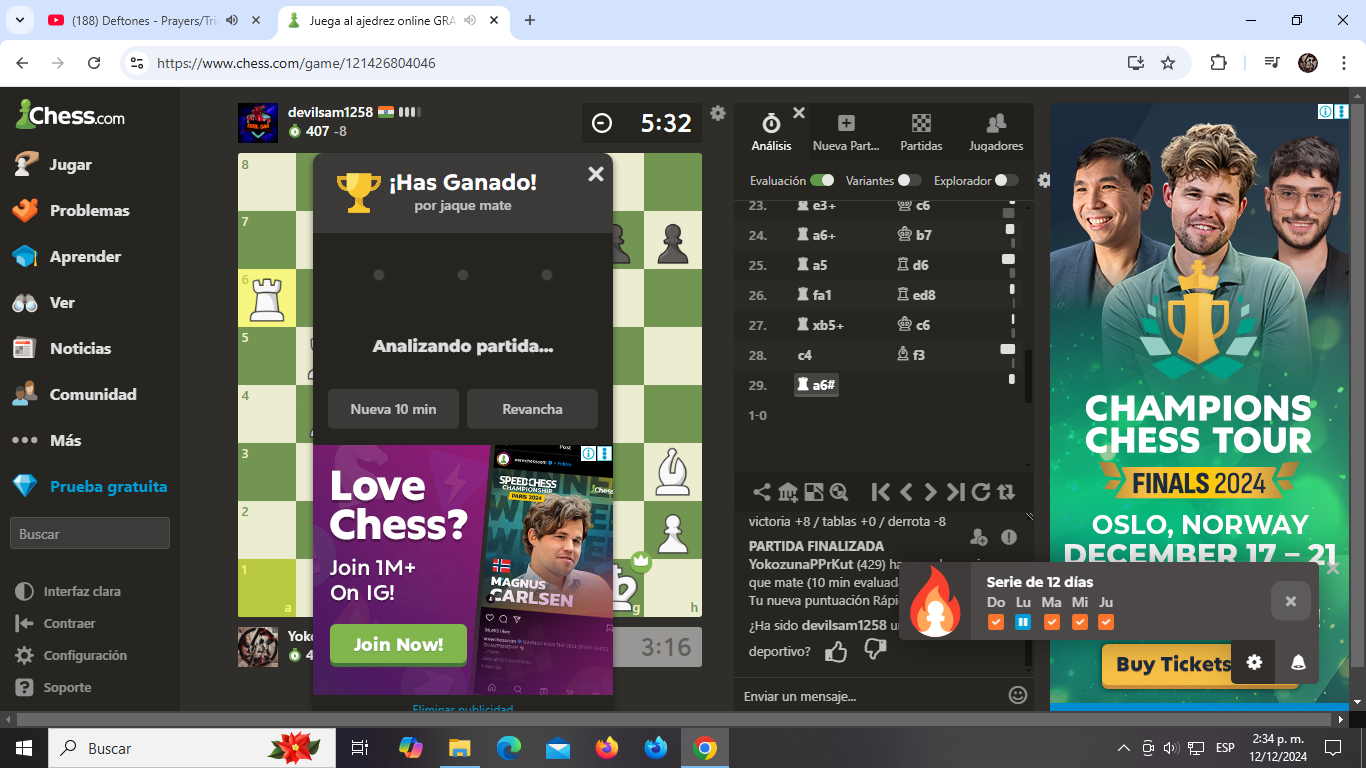 (188) Deftones - Prayers/Tri
Juega al ajedrez online GRA
https://www.chess.com/game/121426804046
Chess.com
Jugar
Problemas
Aprender
Ver
Noticias
Comunidad
Más
Prueba gratuita
Buscar
Interfaz clara
Contraer
Configuración
Soporte
devilsam1258
407 -8
5:32
8
7
6
5
4
3
2
1
a
g
h
¡Has Ganado!
por jaque mate
Analizando partida...
Nueva 10 min
Revancha
Love
Chess?
Join 1M+
On IG!
Join Now!
Post
SPEED CHESS
CHAMPIONSHIP
PARIS 2024
MAGNUS
CARLSEN
Eliminar publicidad
Yoko
4
3:16
Análisis
Nueva Part...
Partidas
Jugadores
Evaluación
Variantes
Explorador
23. e3+ c6
24. a6+ b7
25. a5 d6
26. fa1 ed8
27. xb5+ c6
28. c4 f3
29. a6#
1-0
victoria +8 / tablas +0 / derrota -8
PARTIDA FINALIZADA
YokozunaPPrKut (429) ha
que mate (10 min evaluada
Tu nueva puntuación Rápi
¿Ha sido devilsam1258 u
deportivo?
Enviar un mensaje...
CHAMPIONS
CHESS TOUR
FINALS 2024
OSLO, NORWAY
DECEMBER 17 – 21
Serie de 12 días
Do Lu Ma Mi Ju
Buy Tickets
Buscar
ESP
2:34 p. m.
12/12/2024